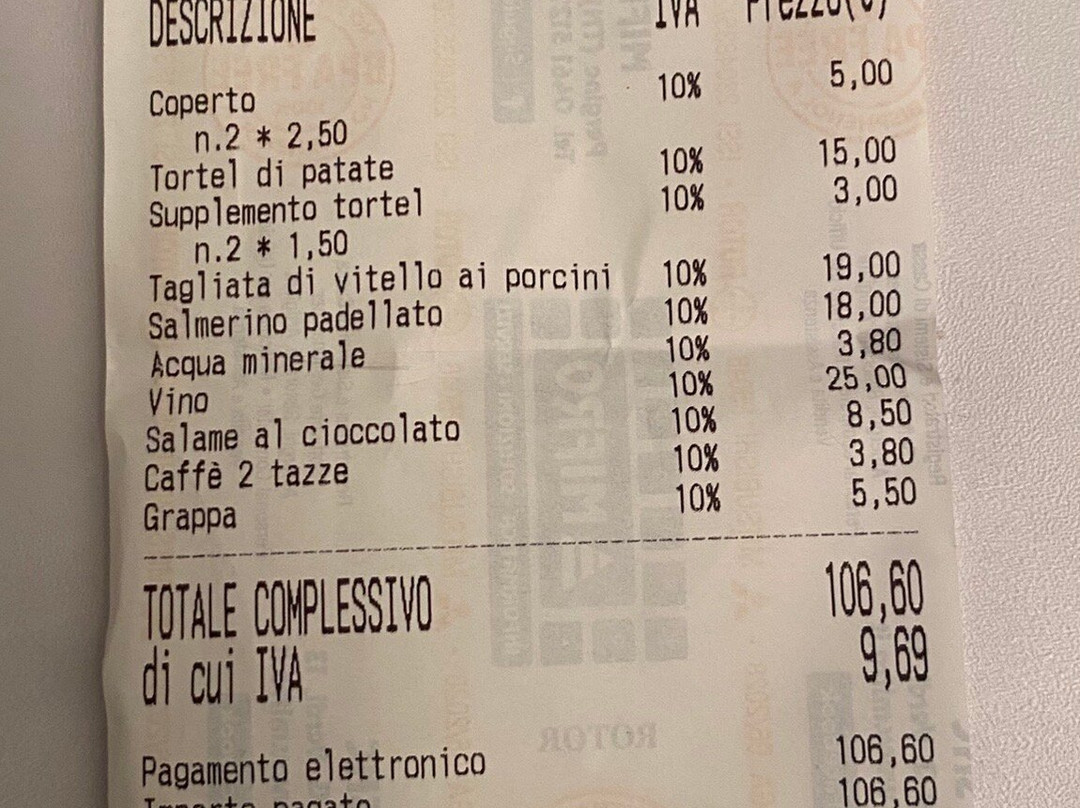 DESCRIZIONE IVA Prezzo(€)
Coperto 10% 5,00
n.2 * 2,50
Tortel di patate 10% 15,00
Supplemento tortel 10% 3,00
n.2 * 1,50
Tagliata di vitello ai porcini 10% 19,00
Salmerino padellato 10% 18,00
Acqua minerale 10% 3,80
Vino 10% 25,00
Salame al cioccolato 10% 8,50
Caffè 2 tazze 10% 3,80
Grappa 10% 5,50
TOTALE COMPLESSIVO 106,60
di cui IVA 9,69
Pagamento elettronico 106,60
Importo pagato 106,60
ROTOR